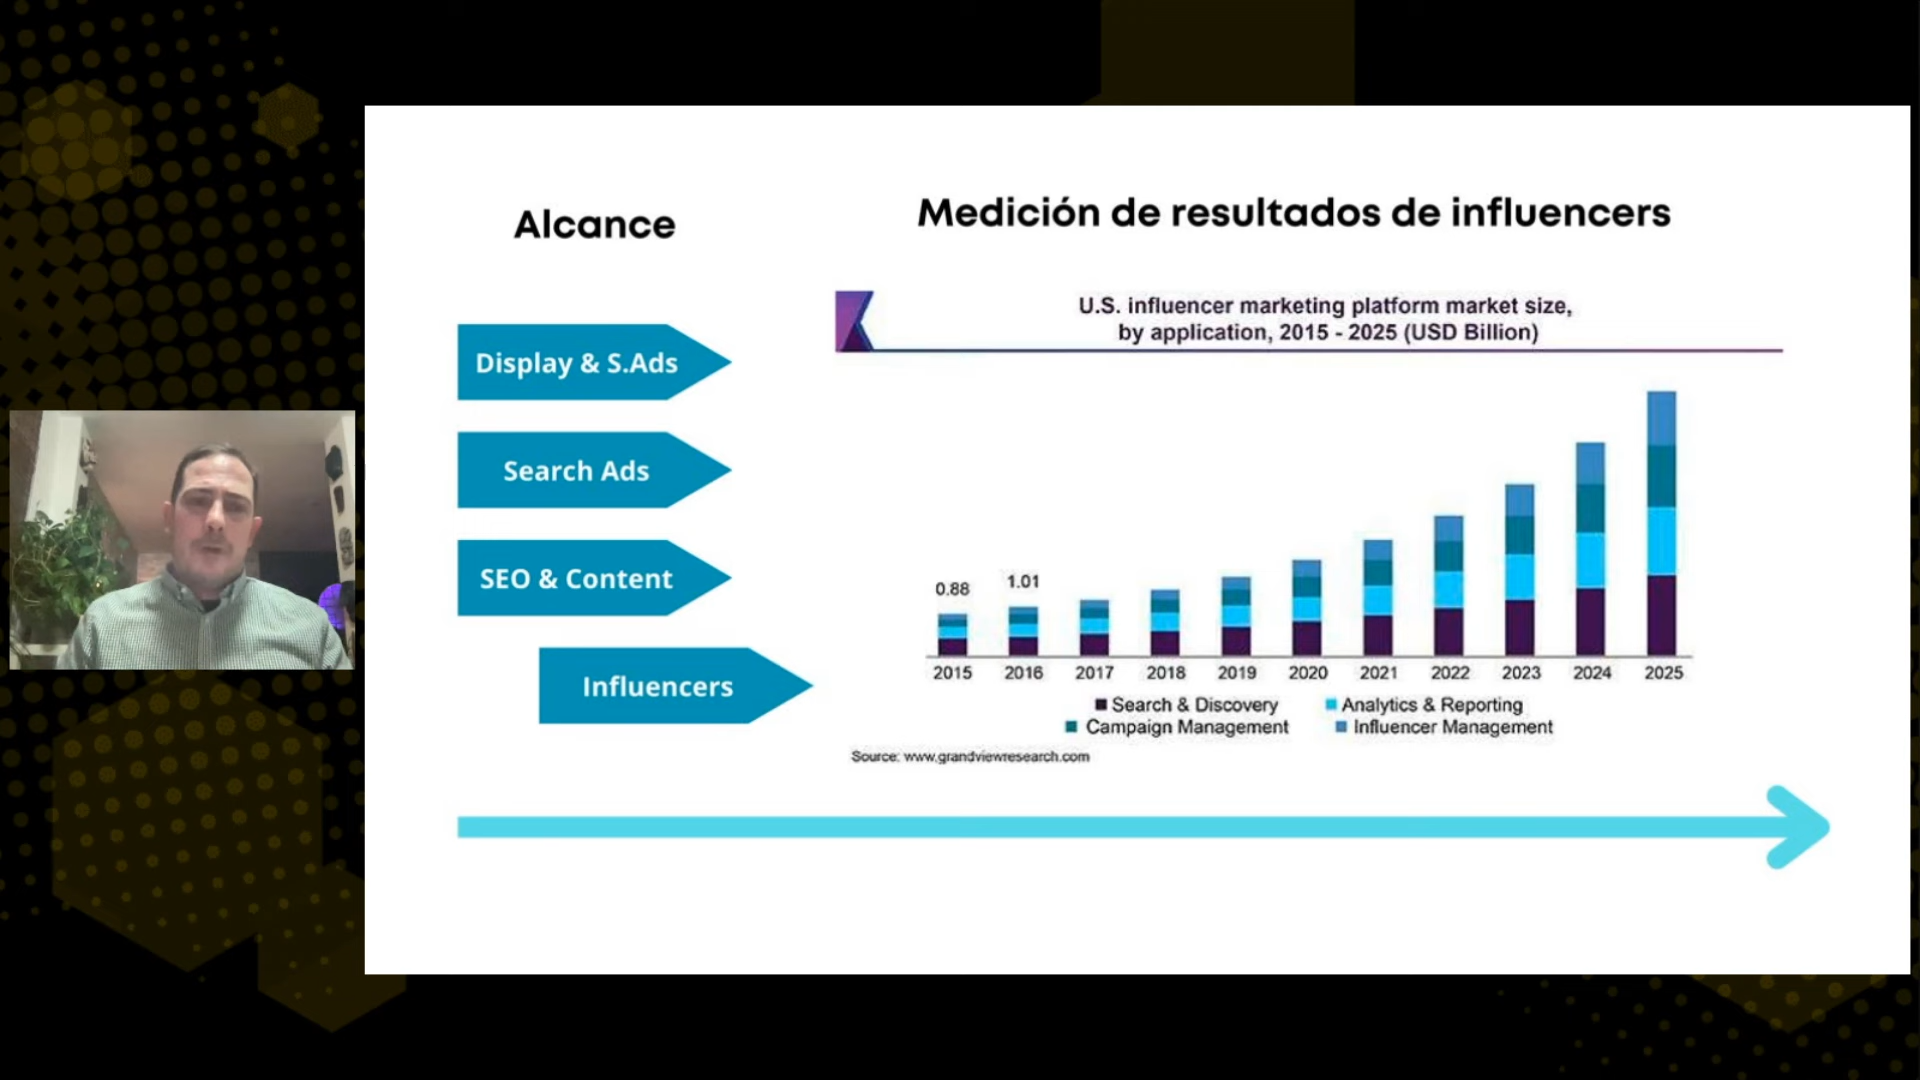 Alcance
Display & S.Ads
Search Ads
SEO & Content
Influencers
Medición de resultados de influencers
U.S. influencer marketing platform market size,
by application, 2015 - 2025 (USD Billion)
0.88
1.01
2015 2016 2017 2018 2019 2020 2021 2022 2023 2024 2025
Search & Discovery Analytics & Reporting
Campaign Management Influencer Management
Source: www.grandviewresearch.com